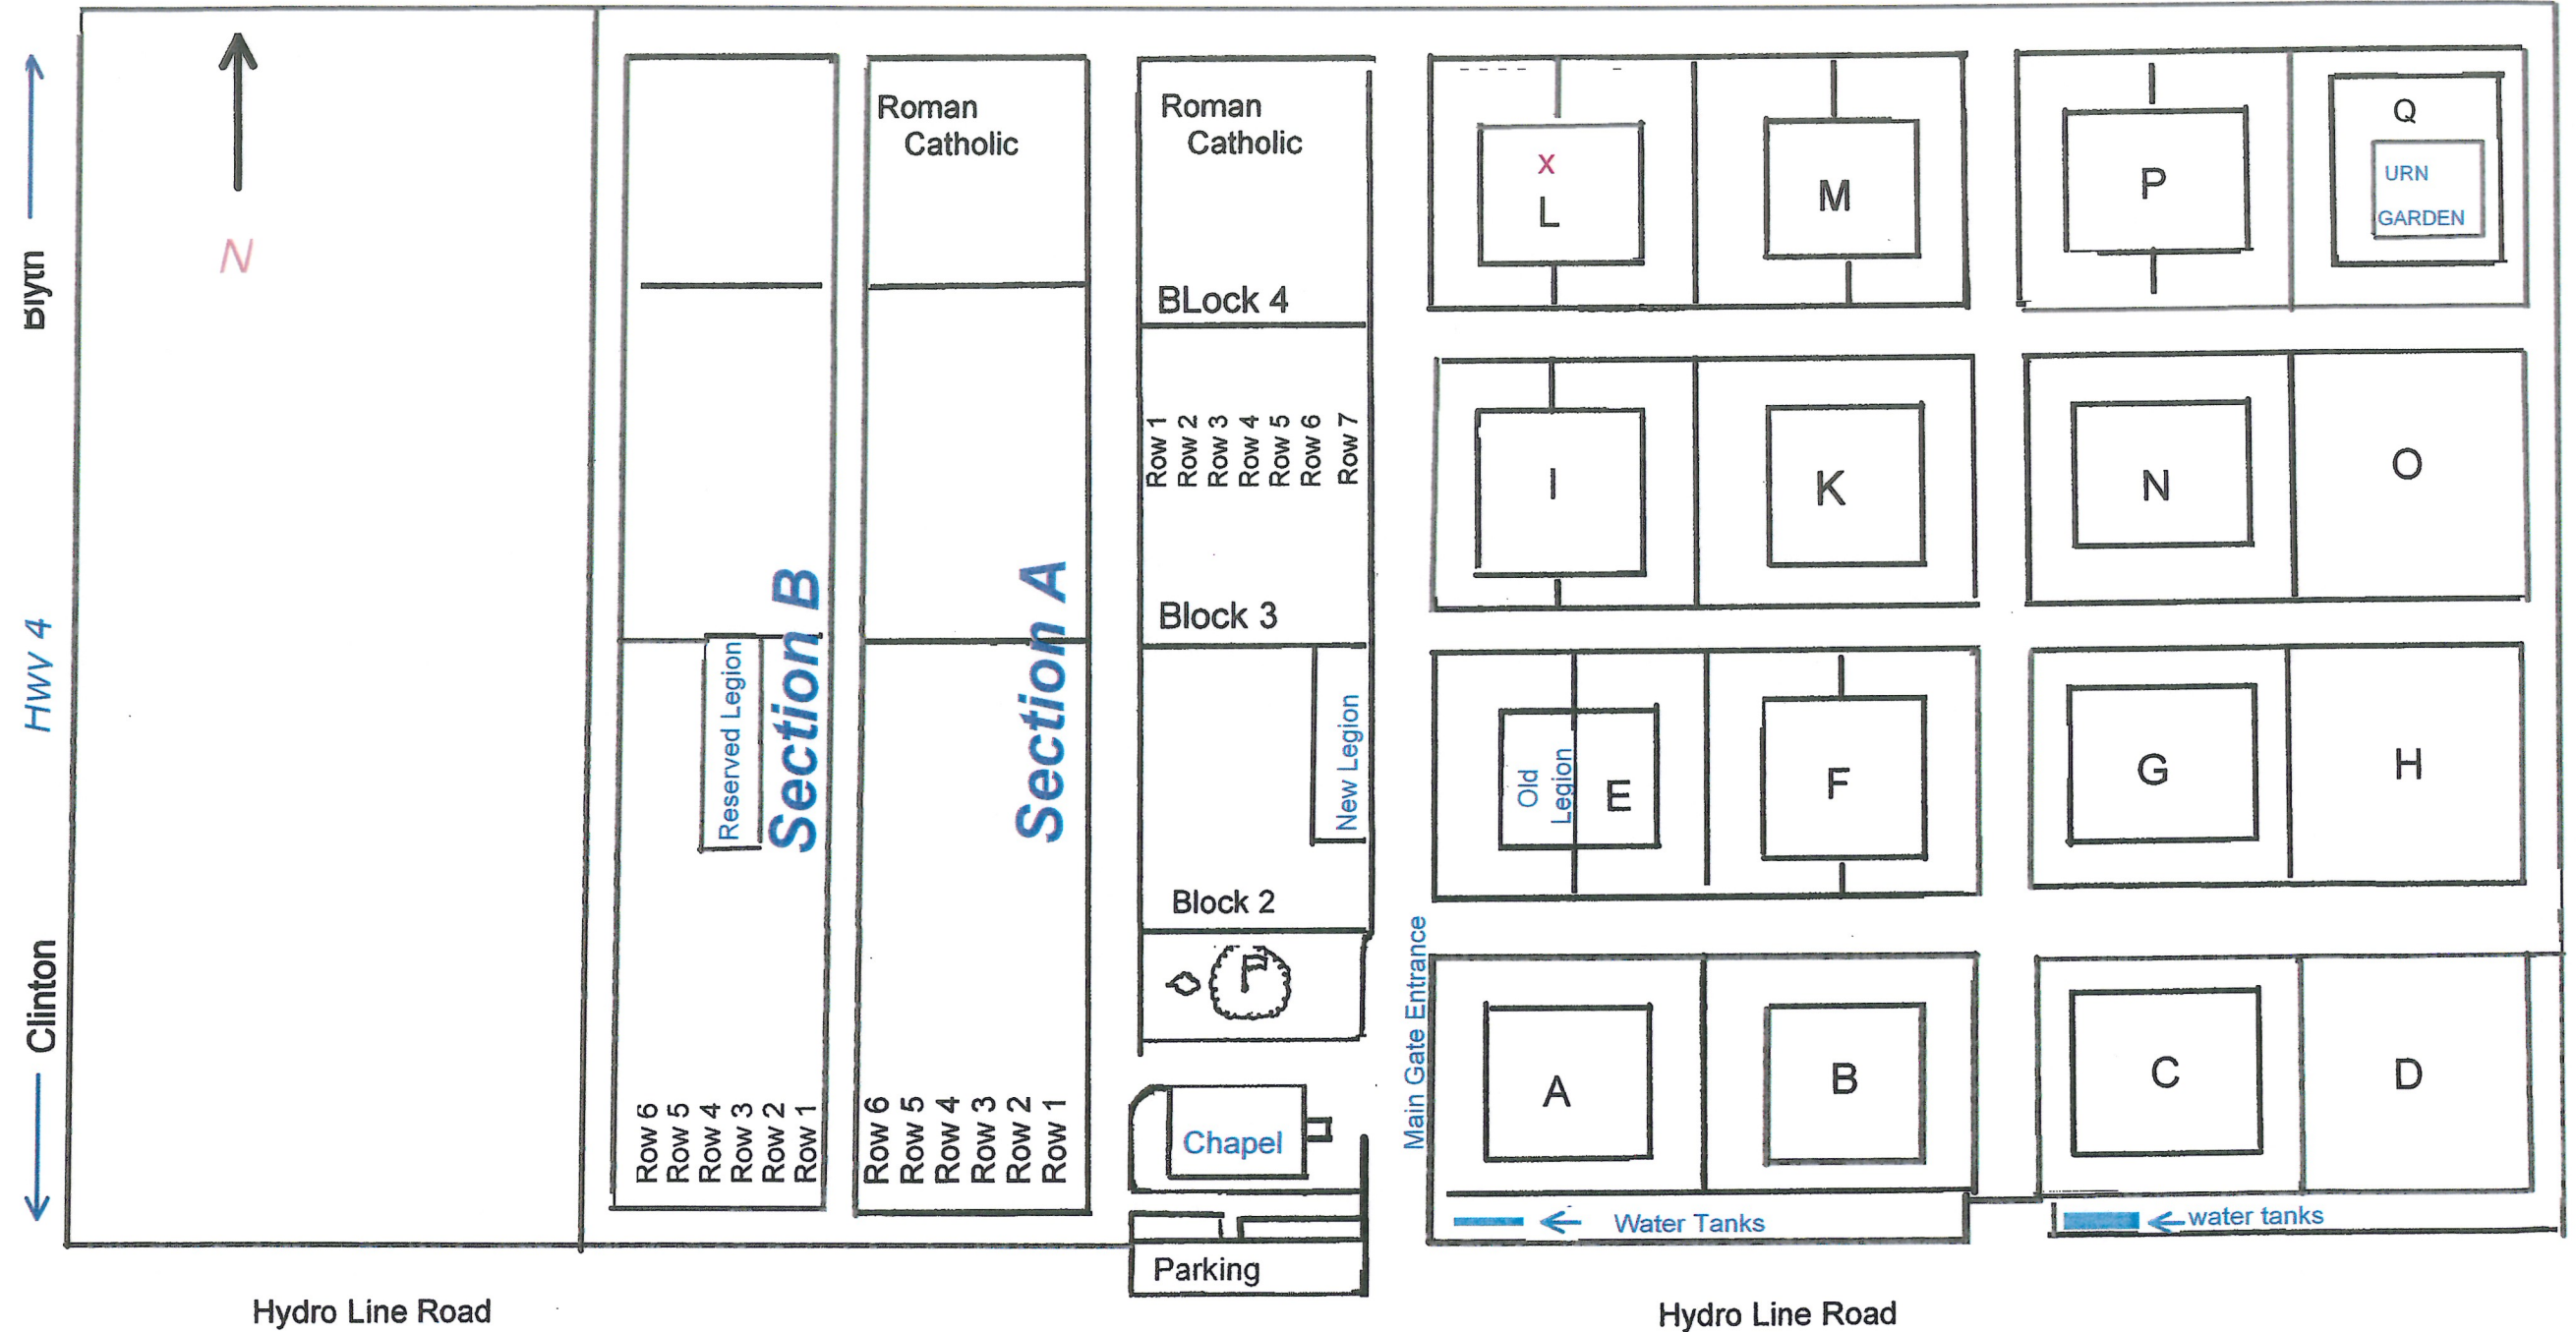 N
Blyth
HWV 4
Clinton
Roman
Catholic
Roman
Catholic
BLock 4
Row 1
Row 2
Row 3
Row 4
Row 5
Row 6
Row 7
Block 3
Reserved Legion
Section B
Section A
New Legion
Block 2
Row 6
Row 5
Row 4
Row 3
Row 2
Row 1
Row 6
Row 5
Row 4
Row 3
Row 2
Row 1
Chapel
Parking
Main Gate Entrance
X
L
M
P
Q
URN
GARDEN
I
K
N
O
Old
Legion
E
F
G
H
A
B
C
D
Water Tanks
water tanks
Hydro Line Road
Hydro Line Road